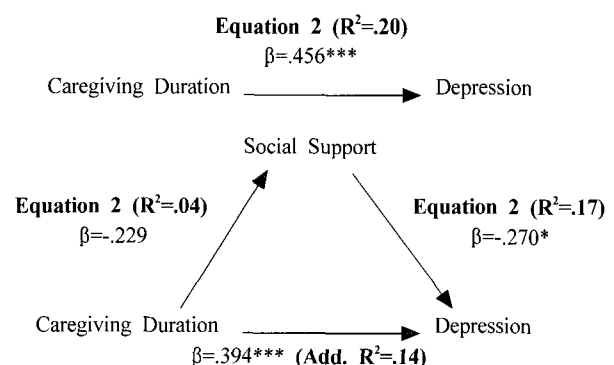 Equation 2 (R²=.20)
β=.456***
Caregiving Duration Depression
Social Support
Equation 2 (R²=.04) Equation 2 (R²=.17)
β=-.229 β=-.270*
Caregiving Duration Depression
β=.394*** (Add. R²=.14)